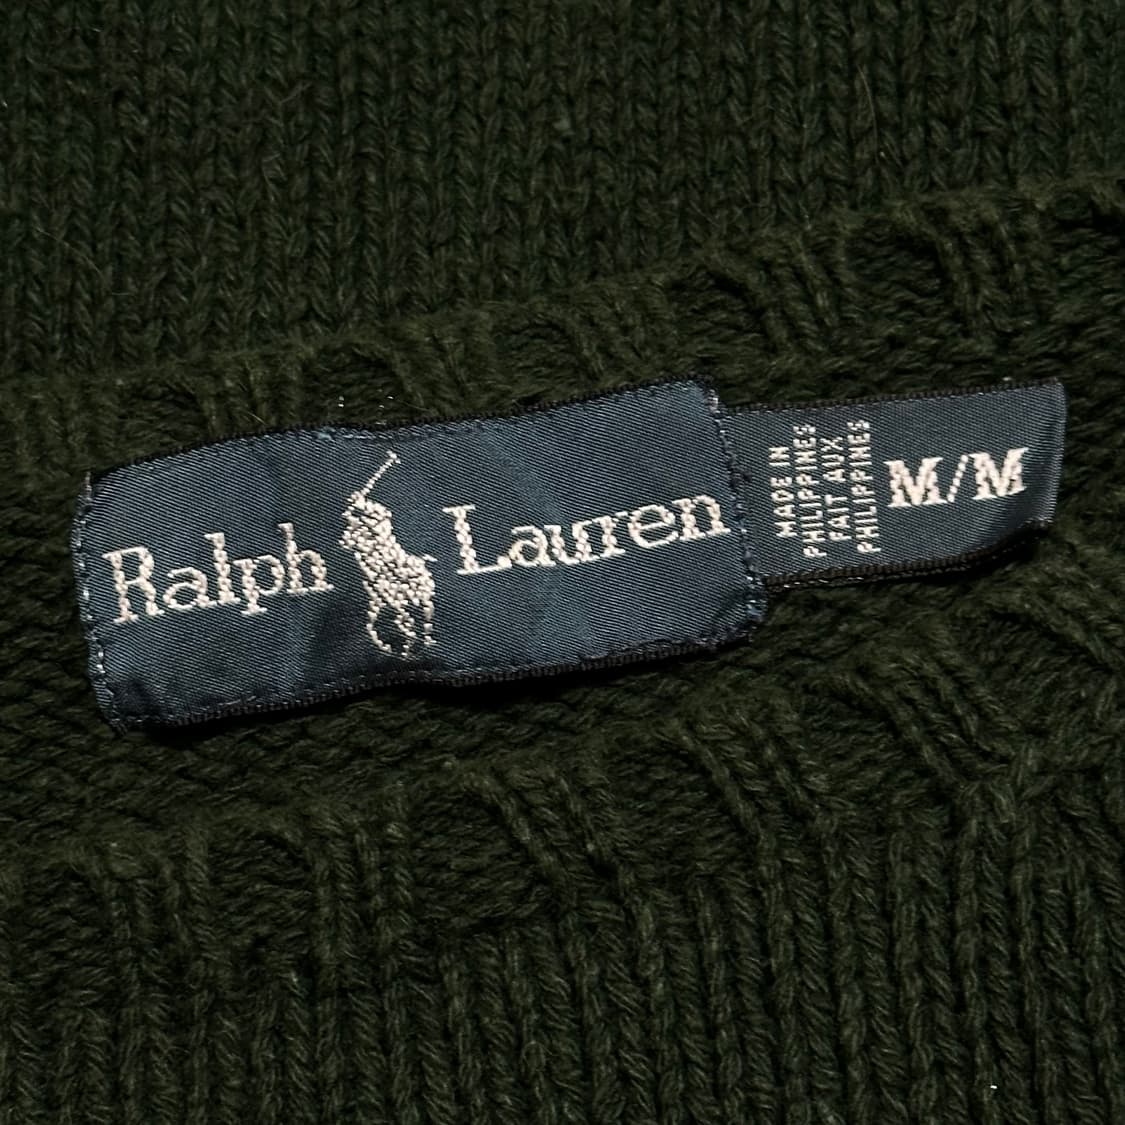 Ralph Lauren
MADE IN
PHILIPPINES
FAIT AUX
PHILIPPINES
M/M